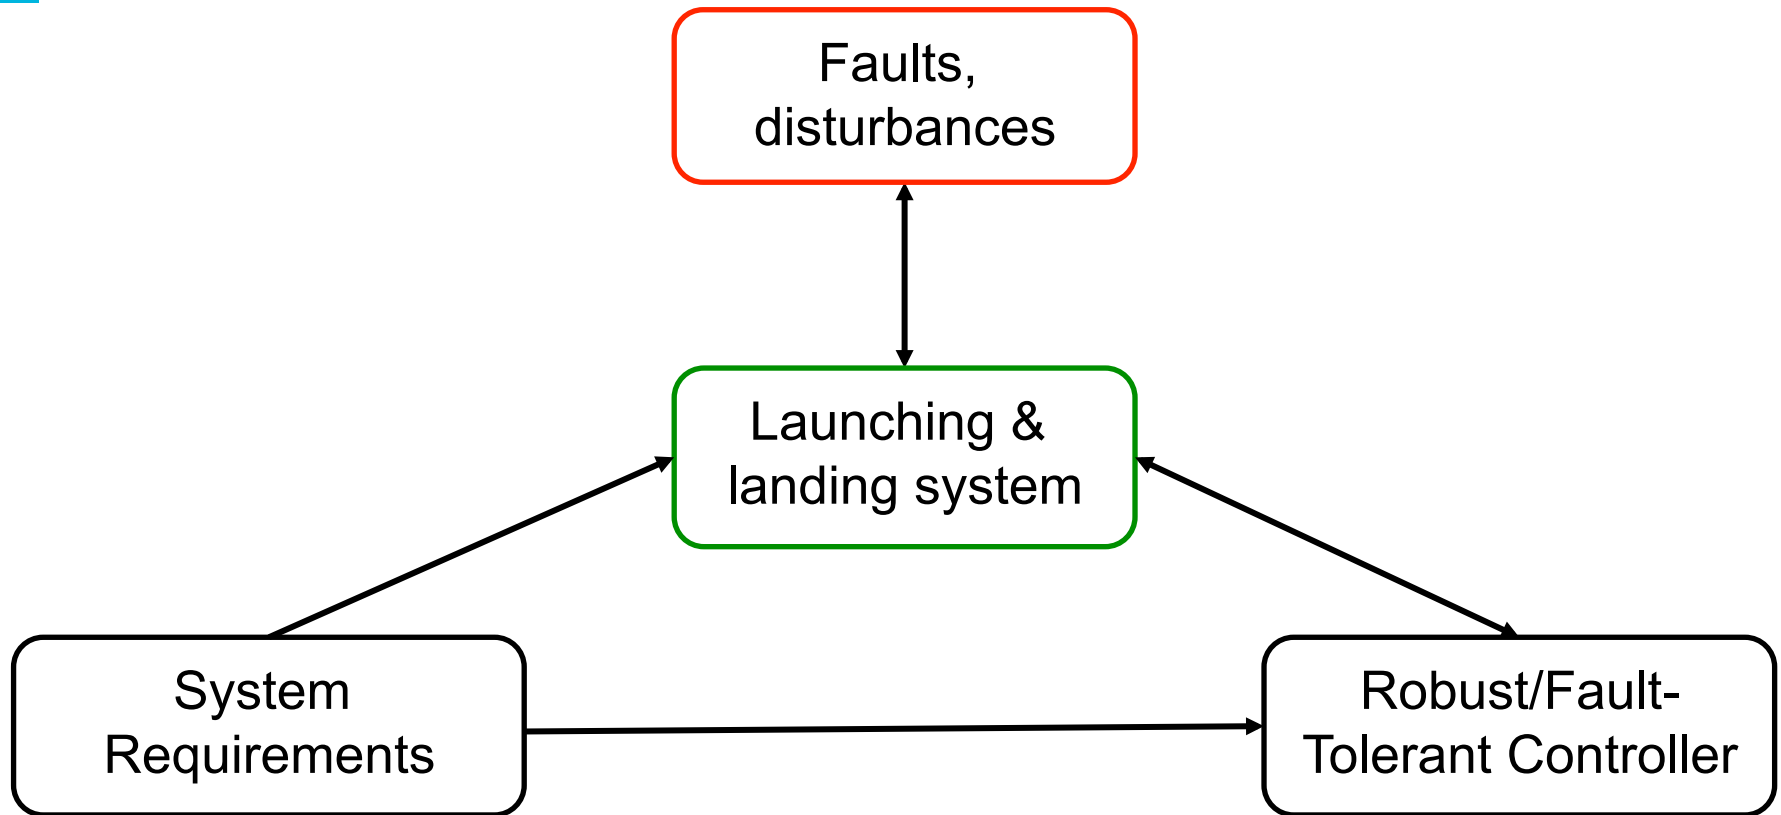 Faults,
disturbances
Launching &
landing system
System
Requirements
Robust/Fault-
Tolerant Controller